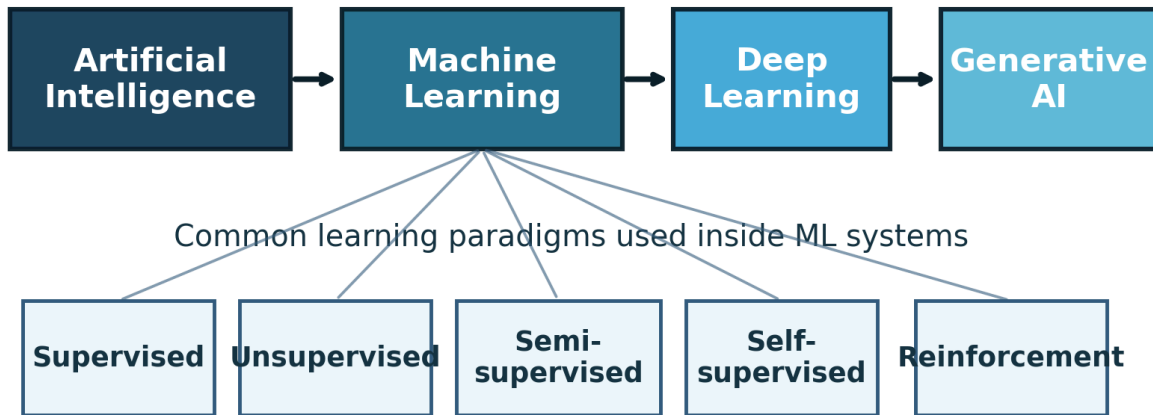 Artificial
Intelligence
Machine
Learning
Deep
Learning
Generative
AI
Common learning paradigms used inside ML systems
Supervised
Unsupervised
Semi-
supervised
Self-
supervised
Reinforcement